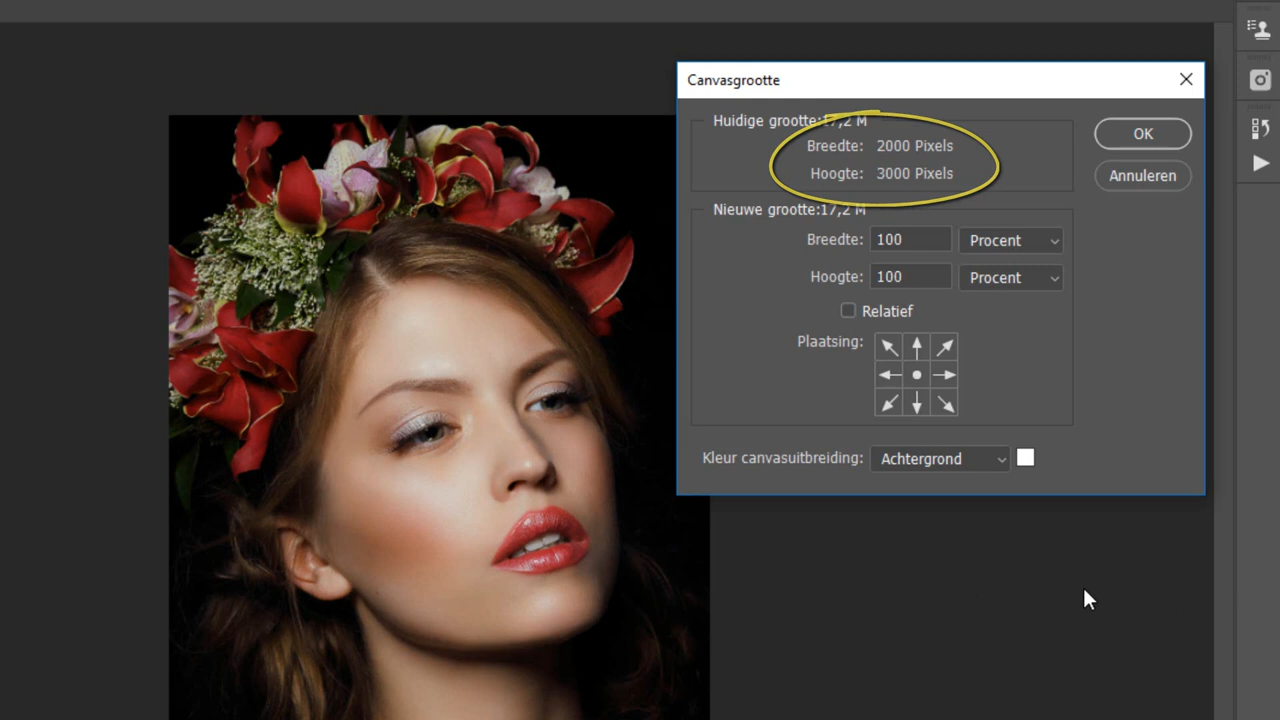 Canvasgrootte
Huidige grootte:17,2 M
Breedte: 2000 Pixels
Hoogte: 3000 Pixels
OK
Annuleren
Nieuwe grootte:17,2 M
Breedte: 100 Procent
Hoogte: 100 Procent
Relatief
Plaatsing:
Kleur canvasuitbreiding: Achtergrond